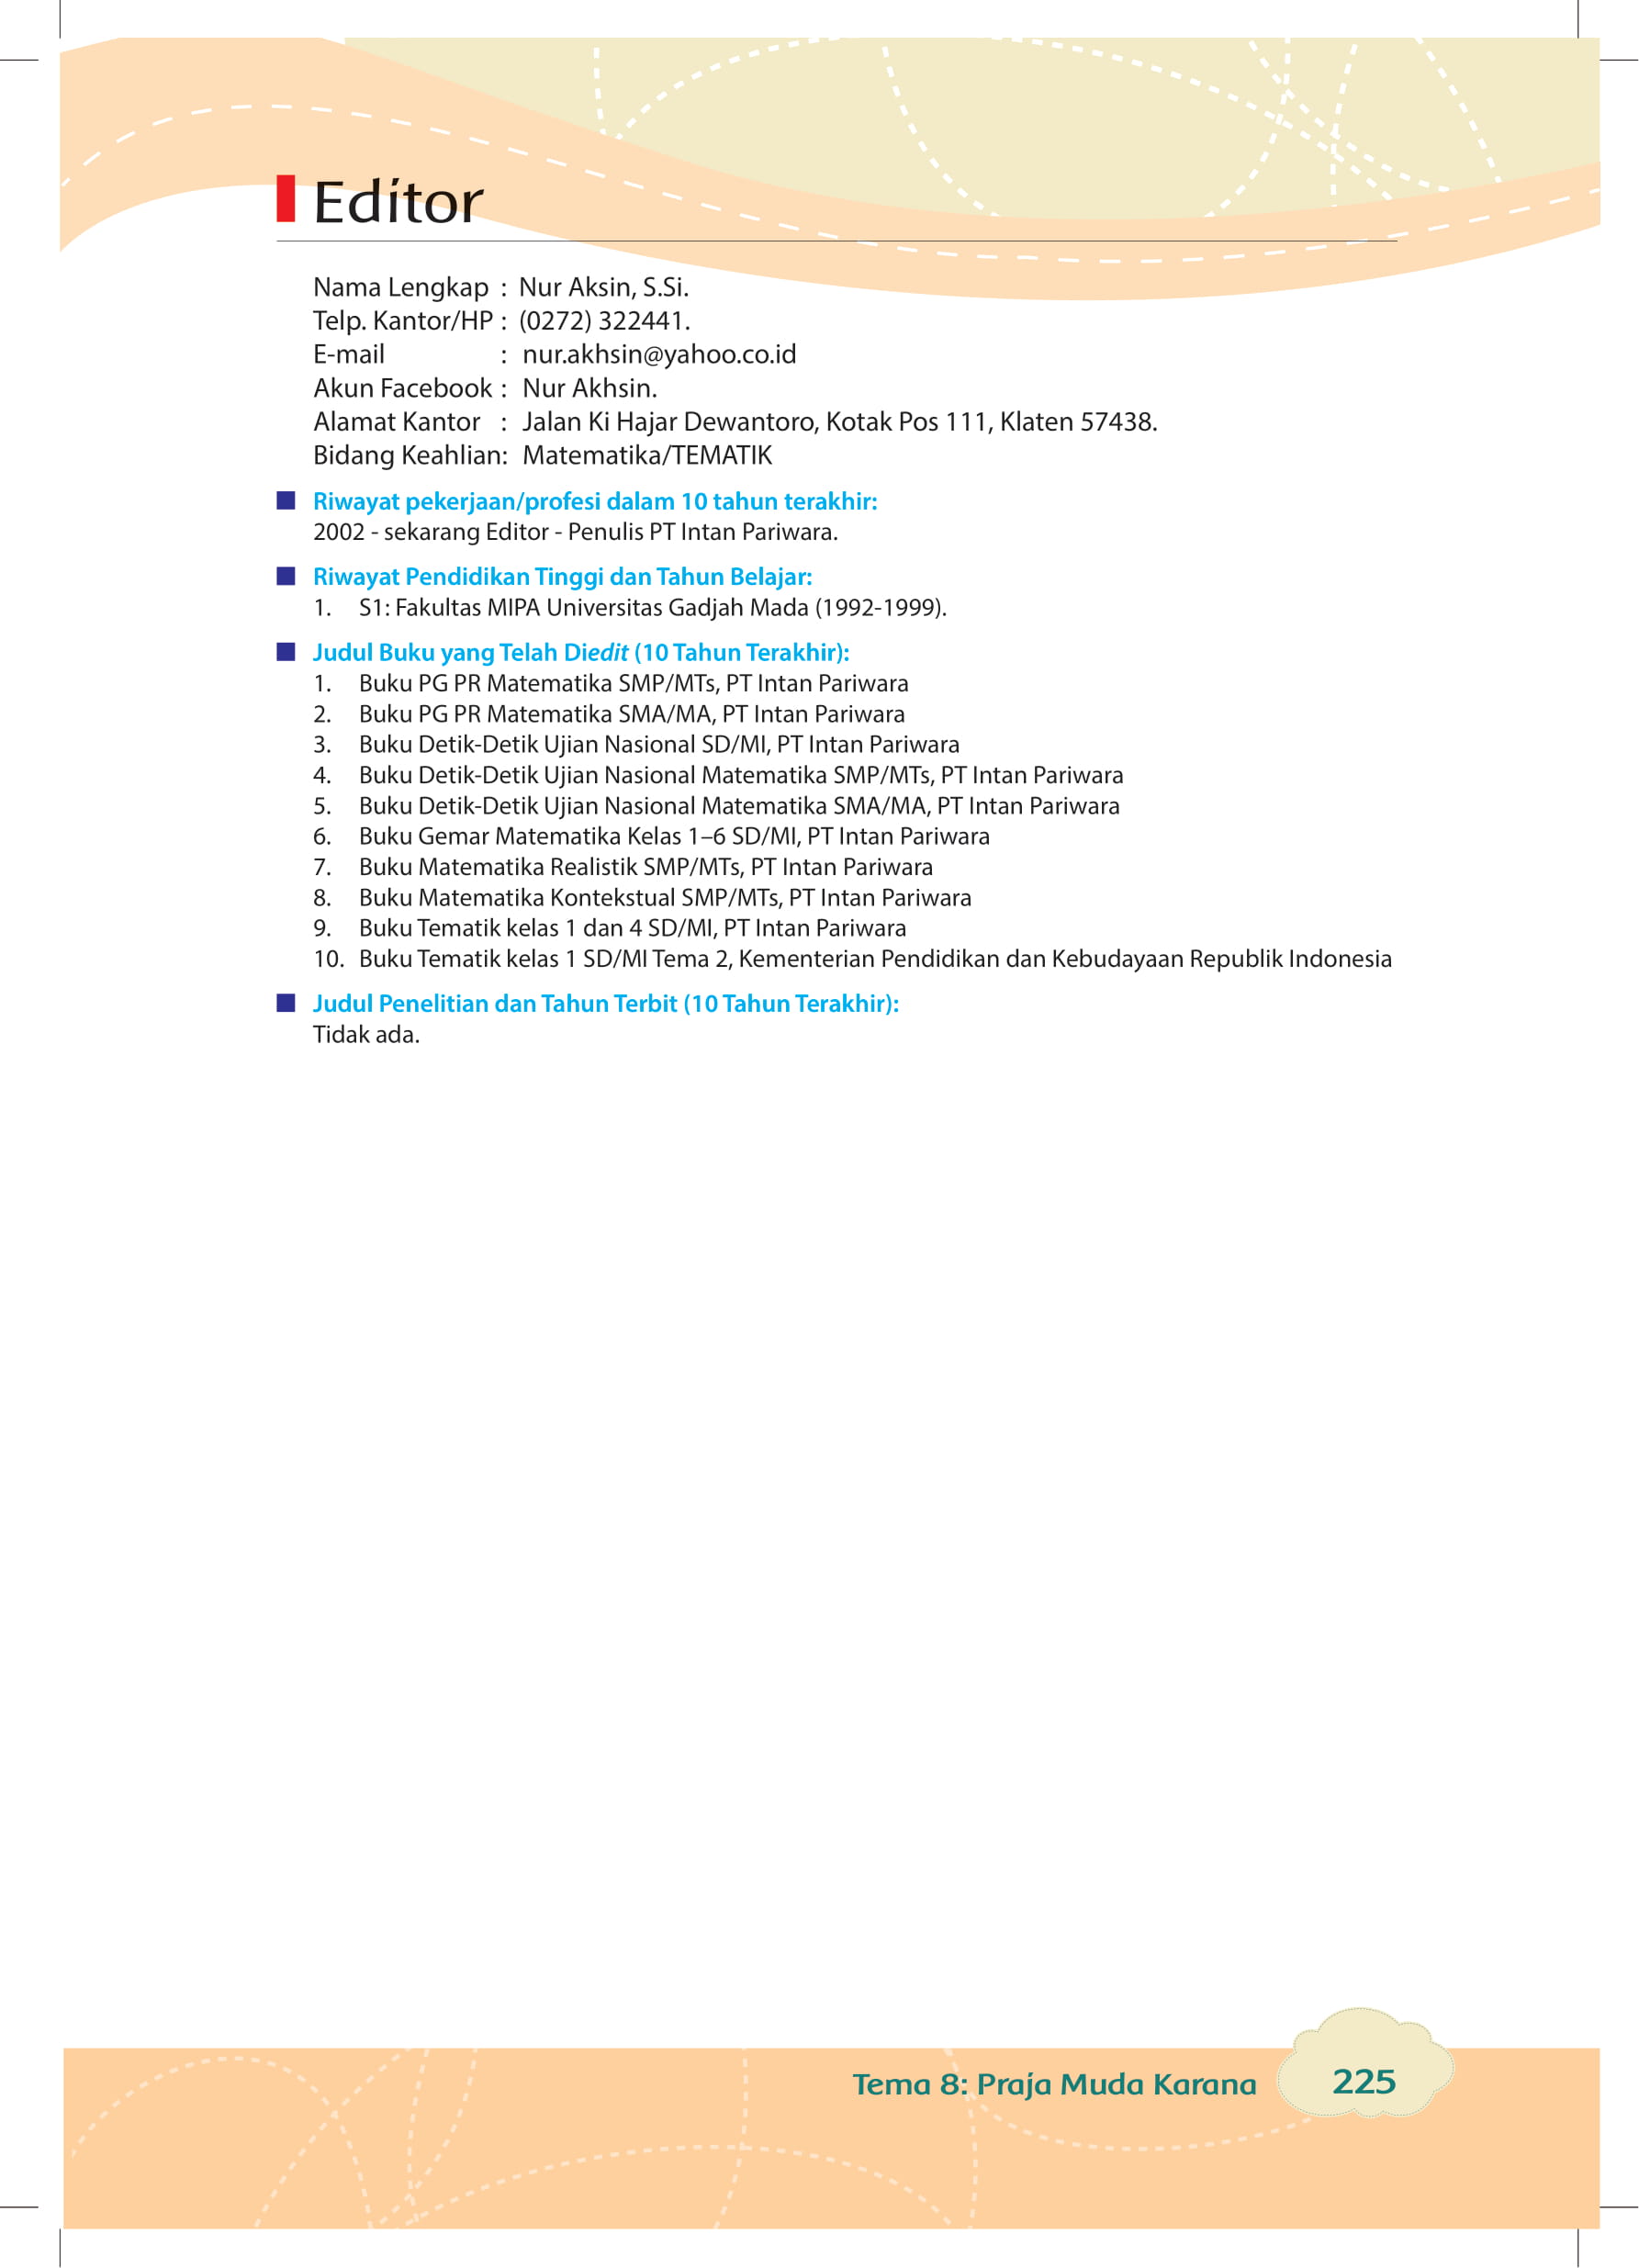 Editor
Nama Lengkap : Nur Aksin, S.Si.
Telp. Kantor/HP : (0272) 322441.
E-mail : nur.akhsin@yahoo.co.id
Akun Facebook : Nur Akhsin.
Alamat Kantor : Jalan Ki Hajar Dewantoro, Kotak Pos 111, Klaten 57438.
Bidang Keahlian: Matematika/TEMATIK
Riwayat pekerjaan/profesi dalam 10 tahun terakhir:
2002 - sekarang Editor - Penulis PT Intan Pariwara.
Riwayat Pendidikan Tinggi dan Tahun Belajar:
1. S1: Fakultas MIPA Universitas Gadjah Mada (1992-1999).
Judul Buku yang Telah Diedit (10 Tahun Terakhir):
1. Buku PG PR Matematika SMP/MTs, PT Intan Pariwara
2. Buku PG PR Matematika SMA/MA, PT Intan Pariwara
3. Buku Detik-Detik Ujian Nasional SD/MI, PT Intan Pariwara
4. Buku Detik-Detik Ujian Nasional Matematika SMP/MTs, PT Intan Pariwara
5. Buku Detik-Detik Ujian Nasional Matematika SMA/MA, PT Intan Pariwara
6. Buku Gemar Matematika Kelas 1–6 SD/MI, PT Intan Pariwara
7. Buku Matematika Realistik SMP/MTs, PT Intan Pariwara
8. Buku Matematika Kontekstual SMP/MTs, PT Intan Pariwara
9. Buku Tematik kelas 1 dan 4 SD/MI, PT Intan Pariwara
10. Buku Tematik kelas 1 SD/MI Tema 2, Kementerian Pendidikan dan Kebudayaan Republik Indonesia
Judul Penelitian dan Tahun Terbit (10 Tahun Terakhir):
Tidak ada.
Tema 8: Praja Muda Karana 225